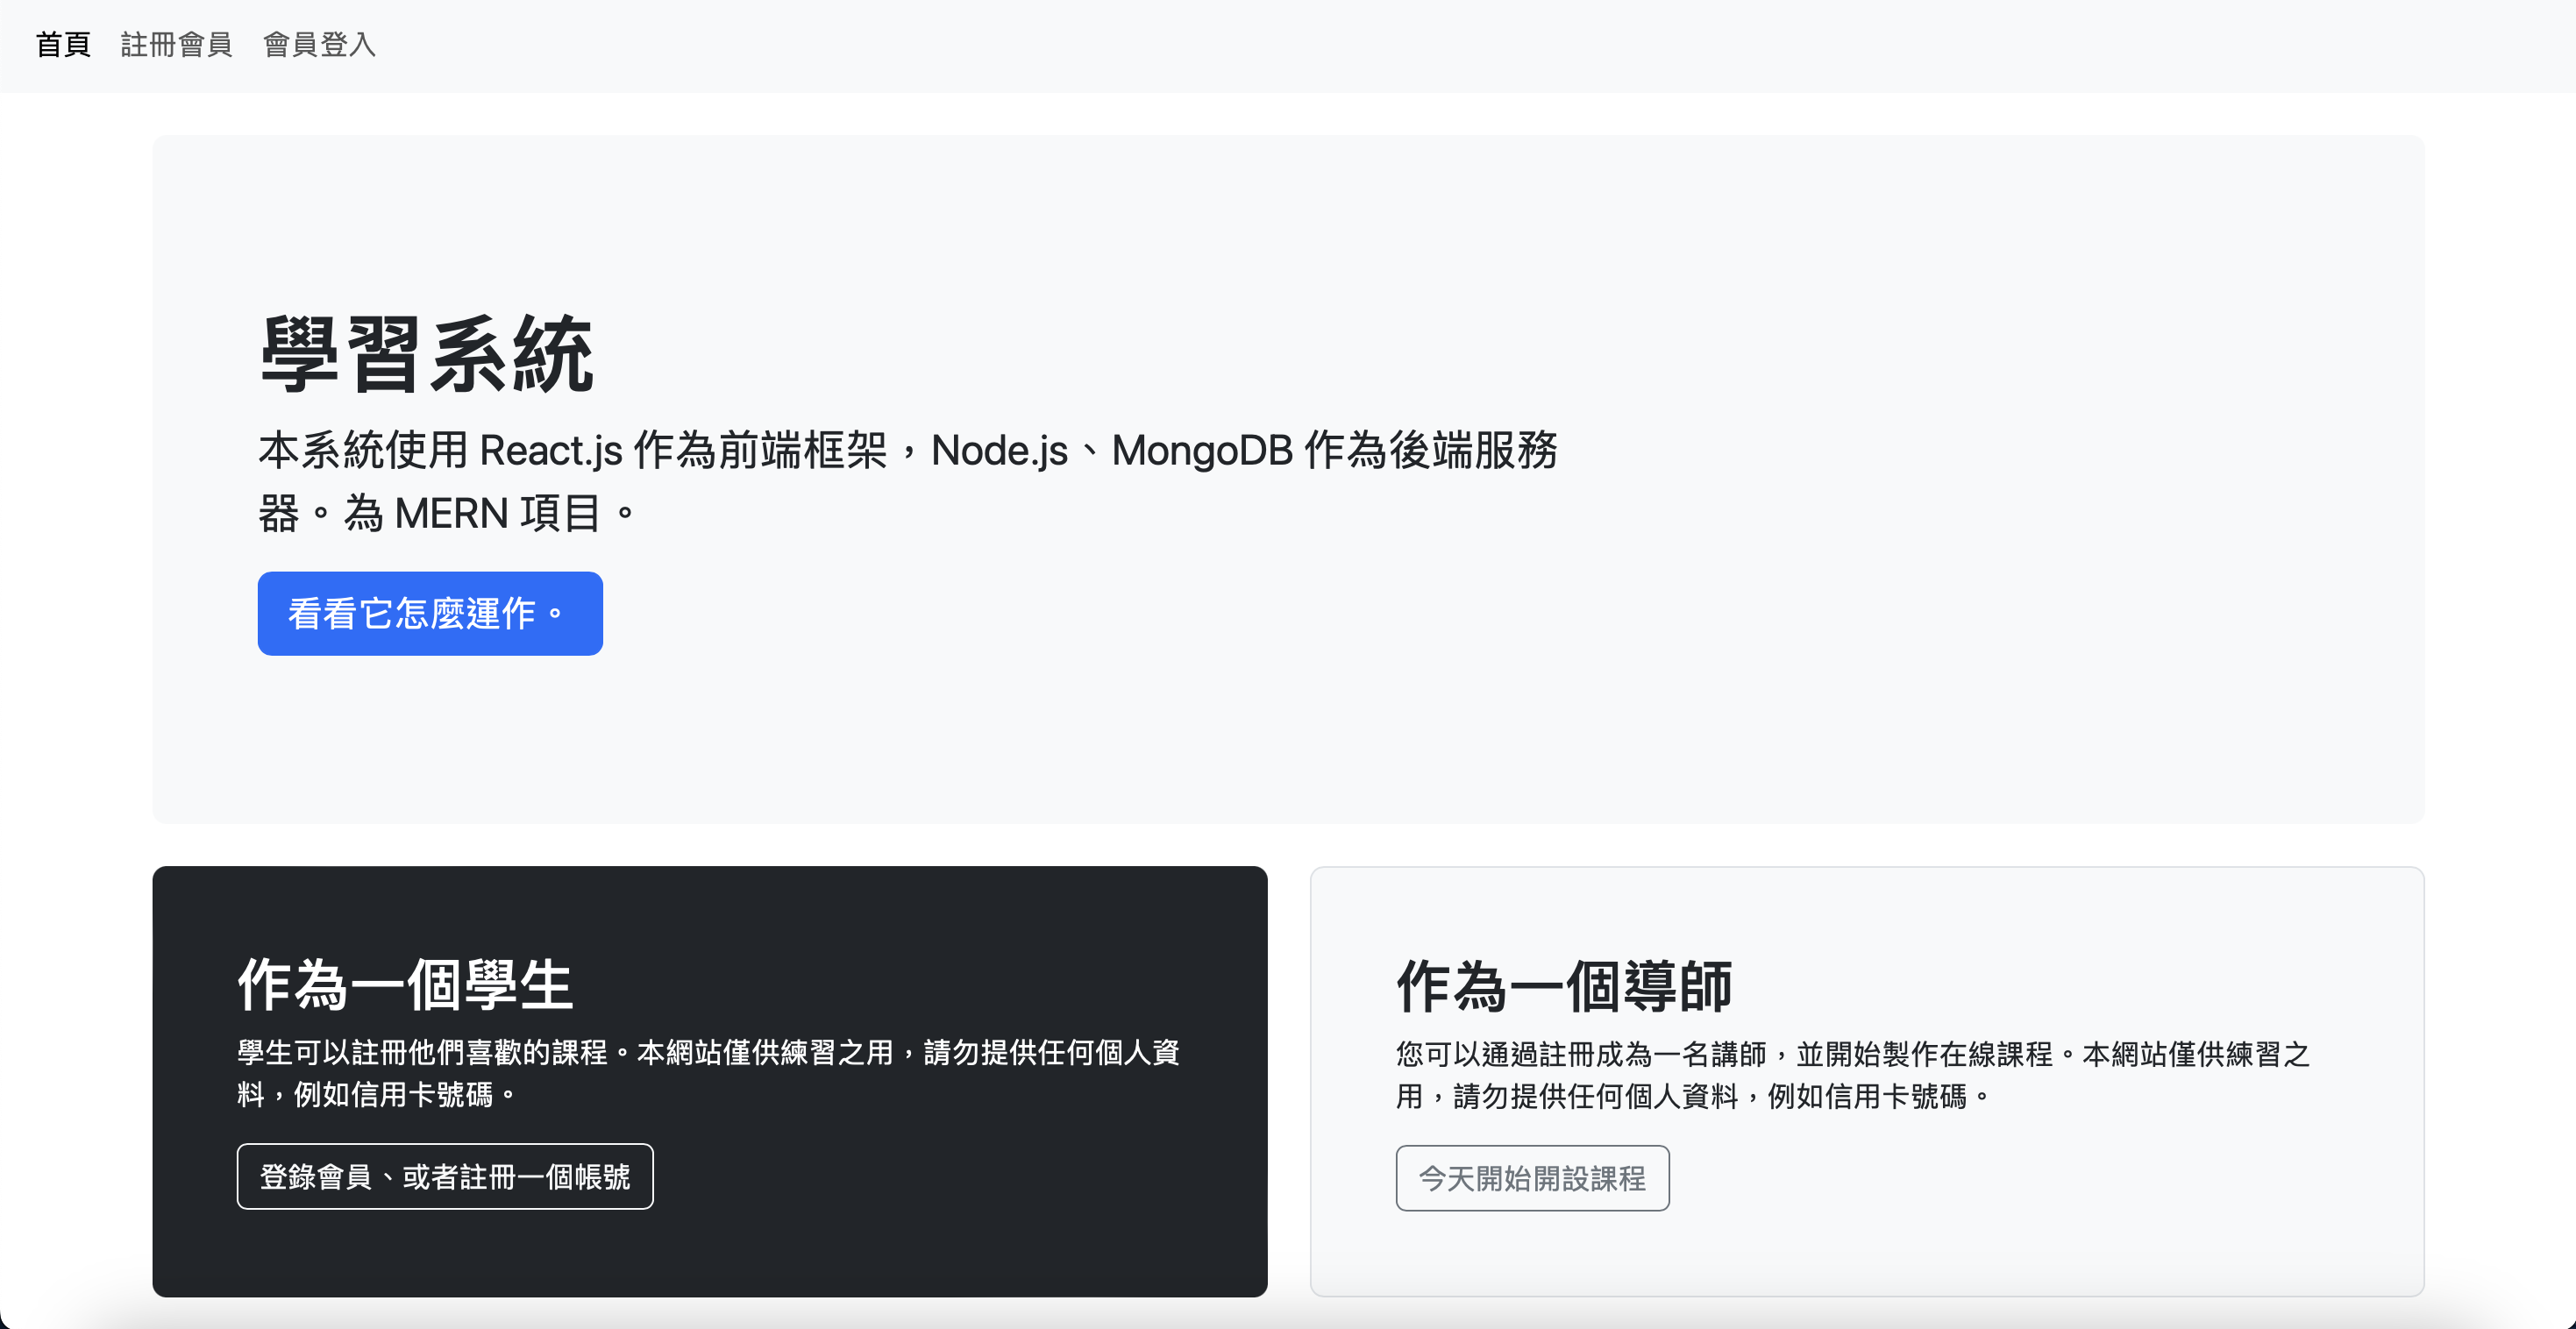 首頁 註冊會員 會員登入
學習系統
本系統使用 React.js 作為前端框架，Node.js、MongoDB 作為後端服務
器。為 MERN 項目。
看看它怎麼運作。
作為一個學生
學生可以註冊他們喜歡的課程。本網站僅供練習之用，請勿提供任何個人資
料，例如信用卡號碼。
登錄會員、或者註冊一個帳號
作為一個導師
您可以通過註冊成為一名講師，並開始製作在線課程。本網站僅供練習之
用，請勿提供任何個人資料，例如信用卡號碼。
今天開始開設課程